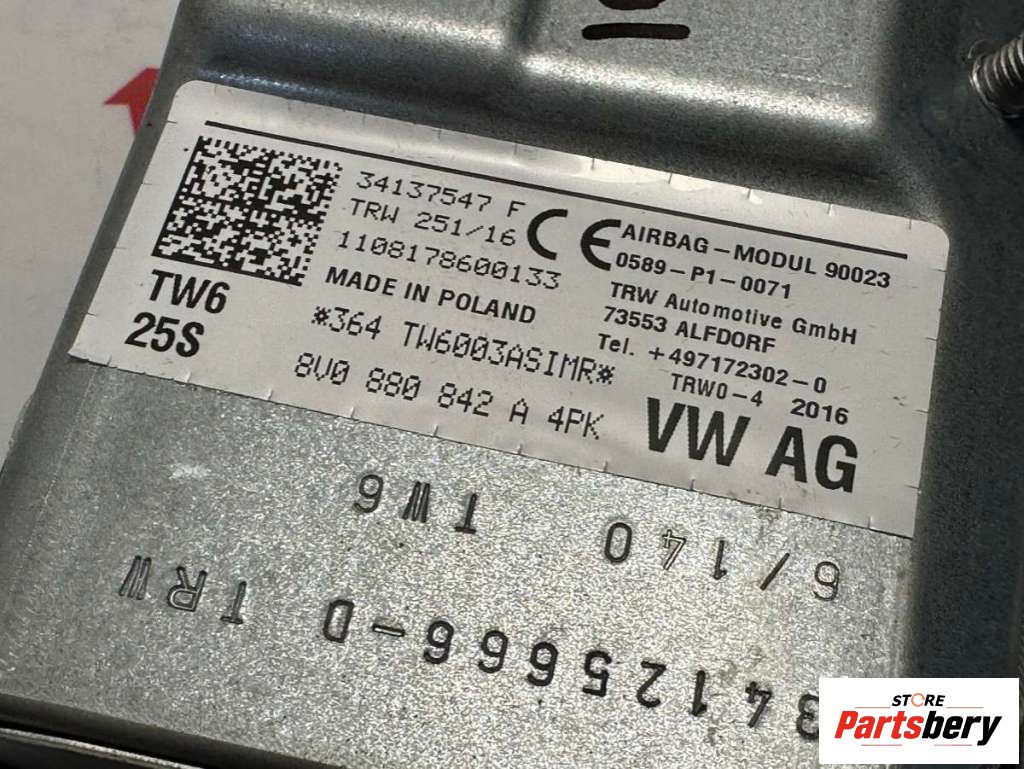 34137547 F
TRW 251/16
1108178600133
MADE IN POLAND
*364 TW6003ASIMR*
8V0 880 842 A 4PK
TW6
25S
CE
AIRBAG-MODUL 90023
0589-P1-0071
TRW Automotive GmbH
73553 ALFDORF
Tel. +497172302-0
TRW0-4 2016
VW AG
6/140 TW6
34125666-D TRW
STORE
Partsbery